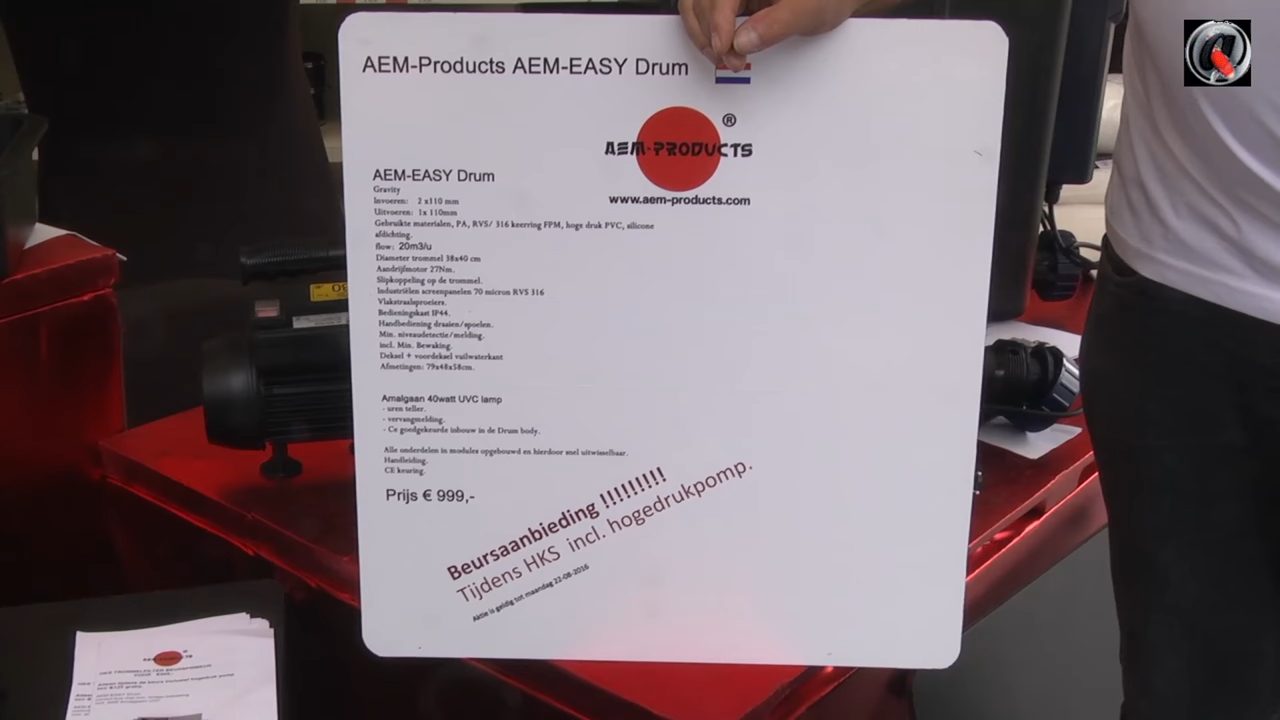 AEM-Products AEM-EASY Drum
®
AEM-PRODUCTS
www.aem-products.com
AEM-EASY Drum
Gravity
Invoeren: 2 x110 mm
Uitvoeren: 1x 110mm
Gebruikte materialen, PA, RVS/ 316 keerring FPM, hoge druk PVC, silicone
afdichting.
flow: 20m3/u
Diameter trommel 38x40 cm
Aandrijfmotor 27Nm.
Slipkoppeling op de trommel.
Industriëlen screenpanelen 70 micron RVS 316
Vlakstraalsproeiers.
Bedieningskast IP44.
Handbediening draaien/spoelen.
Min. niveaudetectie/melding.
incl. Min. Bewaking.
Deksel + voordeksel vuilwaterkant
Afmetingen: 79x48x58cm.
Amalgaan 40watt UVC lamp
- uren teller.
- vervangmelding.
- Ce goedgekeurde inbouw in de Drum body.
Alle onderdelen in modules opgebouwd en hierdoor snel uitwisselbaar.
Handleiding.
CE keuring.
Prijs € 999,-
Beursaanbieding !!!!!!!!!
Tijdens HKS incl. hogedrukpomp.
Aktie is geldig tot maandag 22-08-2016
AEM-PRODUCTS